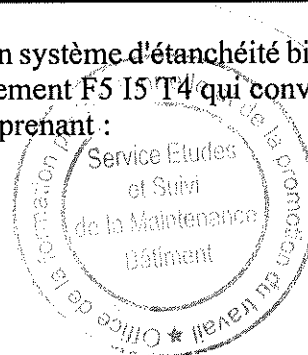 n système d'étanchéité bi
ement F5 I5 T4 qui conv
prenant :
Service Etudes
et Suivi
de la Maintenance
Bâtiment
Office de la formation p
de la promotion du travail